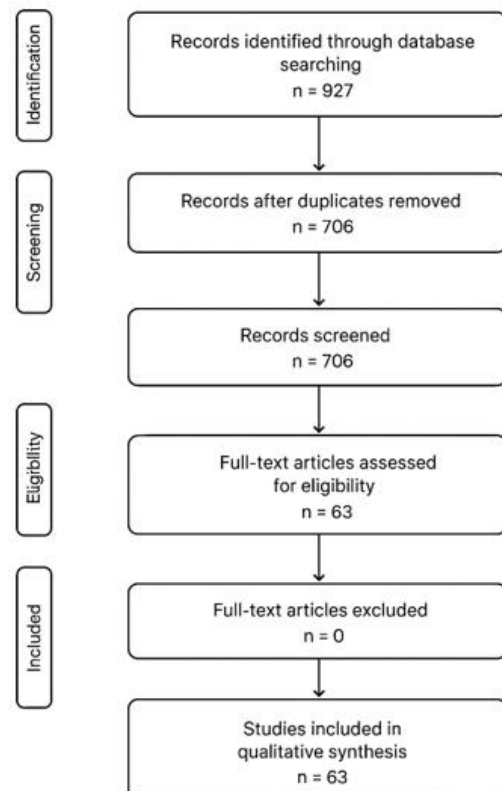 Identification
Records identified through database
searching
n = 927
Screening
Records after duplicates removed
n = 706
Records screened
n = 706
Eligibility
Full-text articles assessed
for eligibility
n = 63
Included
Full-text articles excluded
n = 0
Studies included in
qualitative synthesis
n = 63